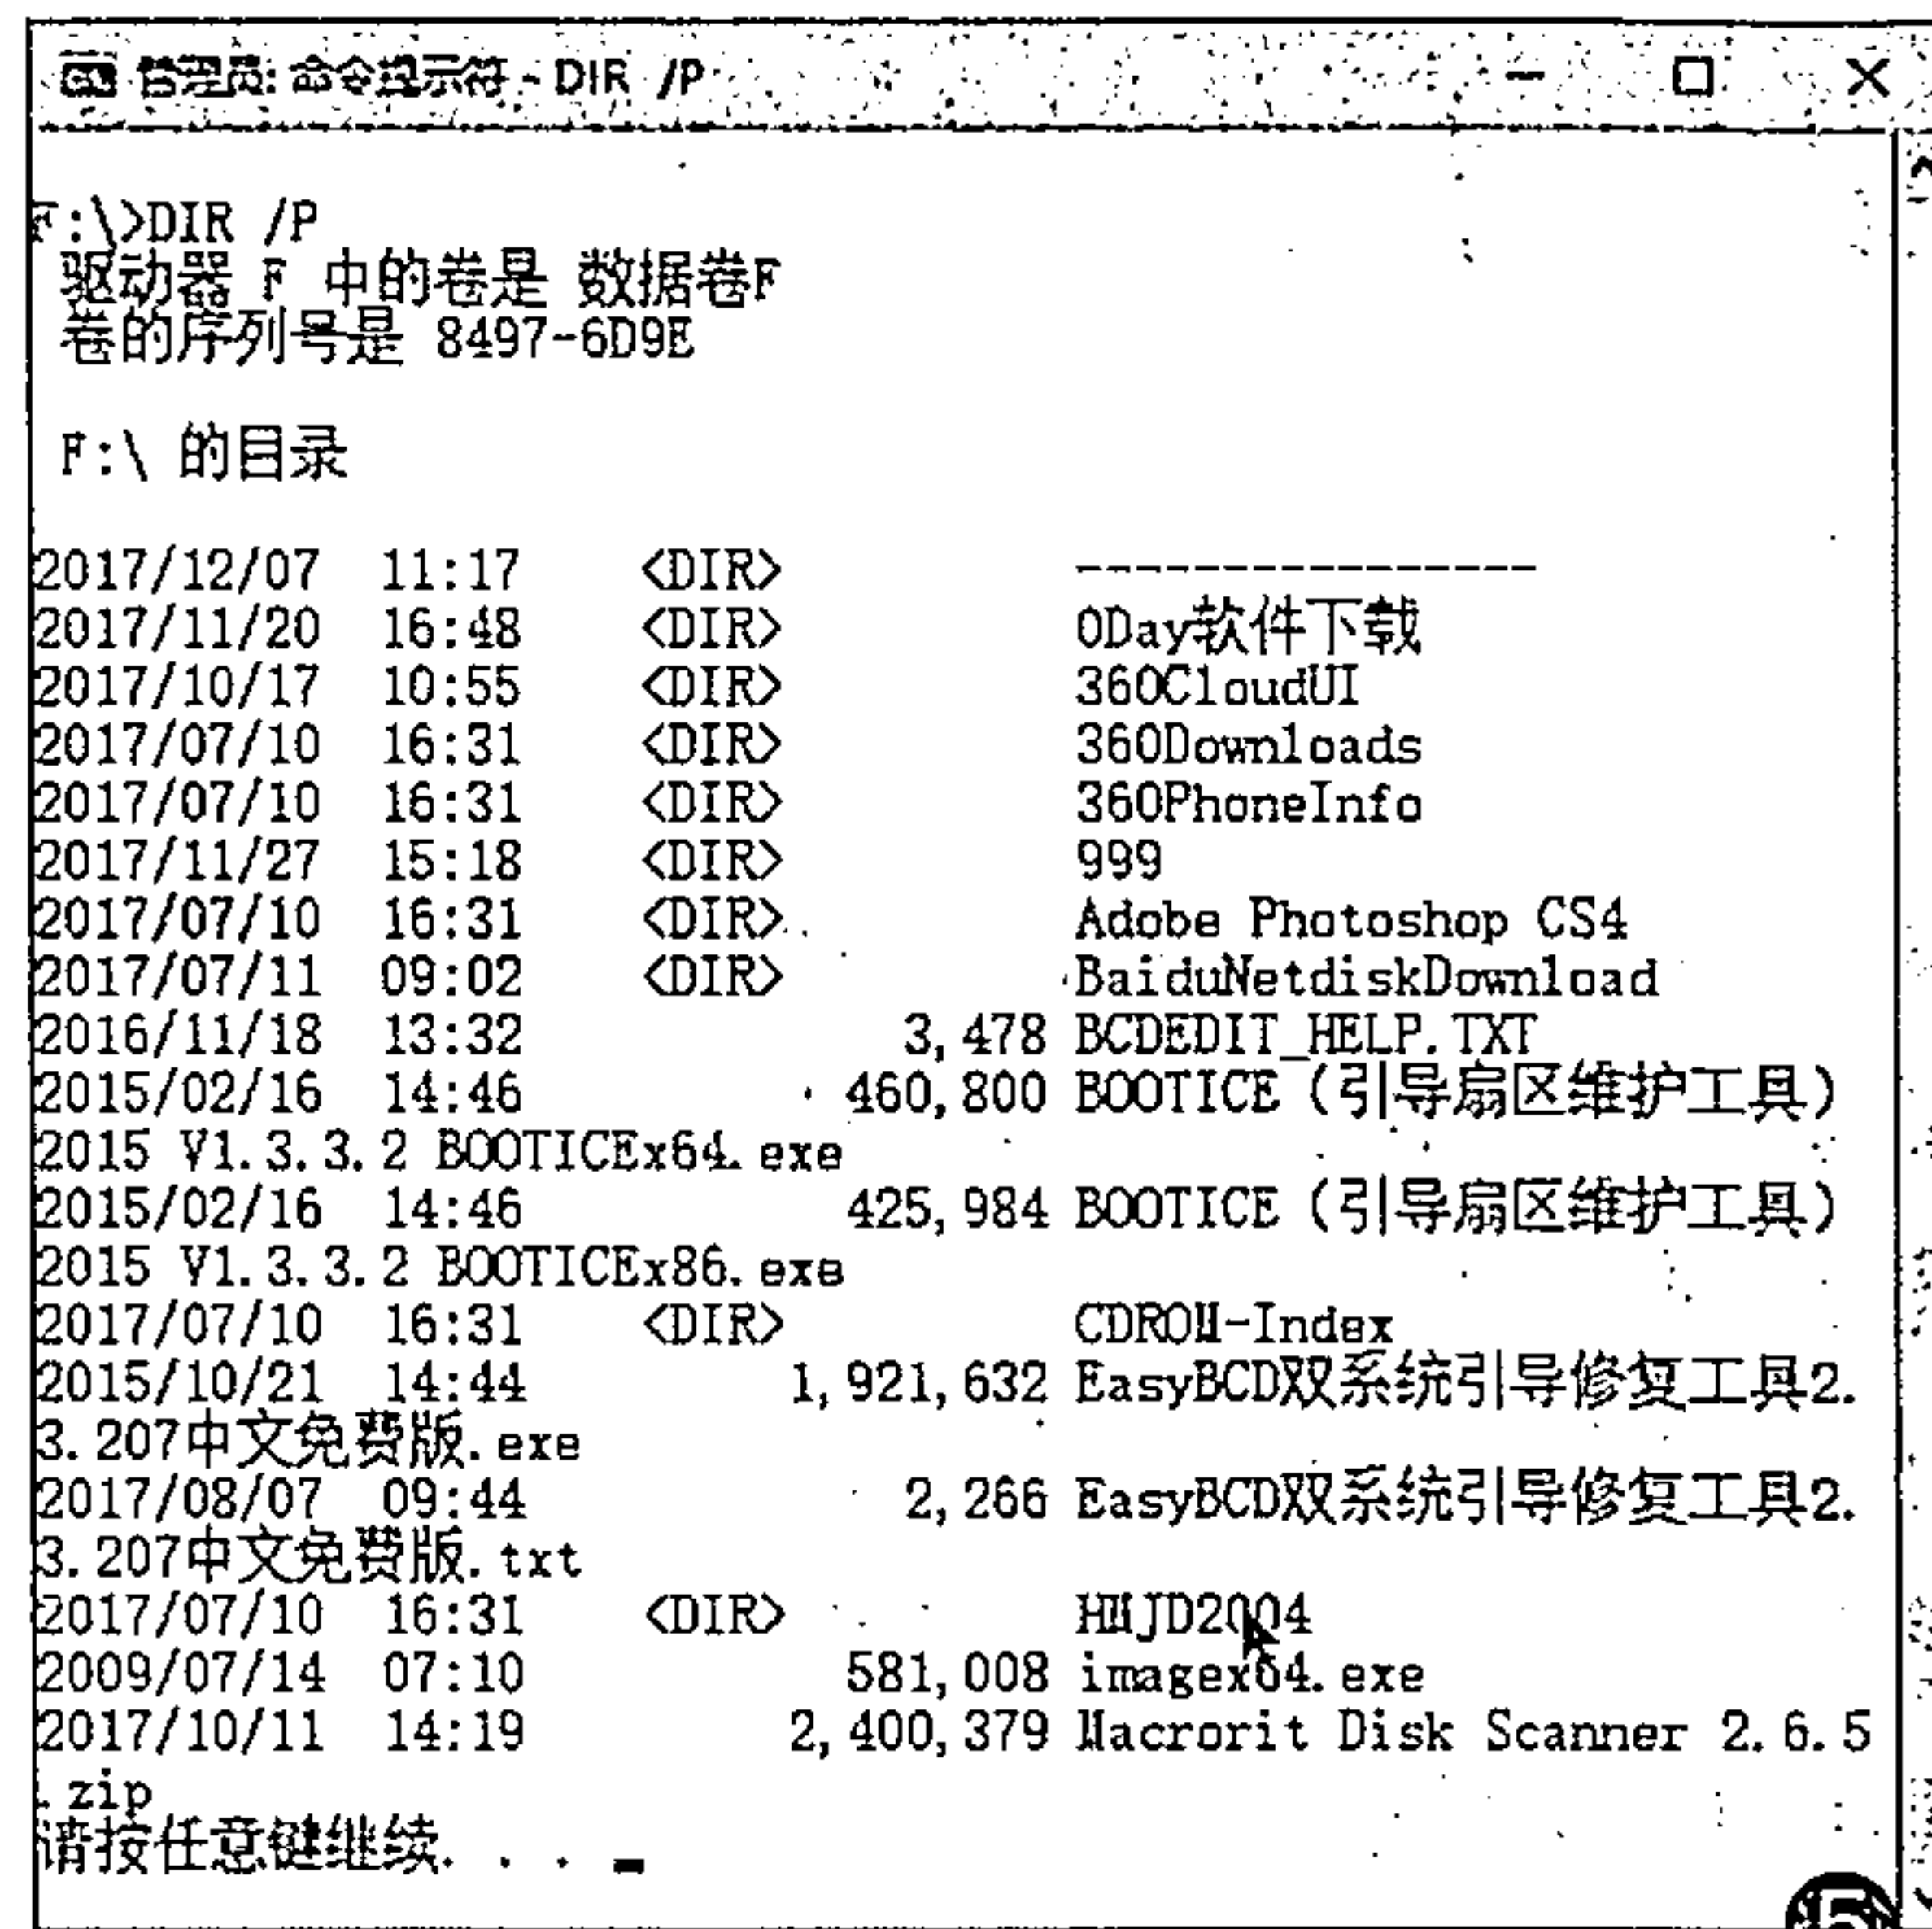 管理员: 命令提示符 - DIR /P
F:\>DIR /P
驱动器 F 中的卷是 数据卷F
卷的序列号是 8497-6D9E
F:\ 的目录
2017/12/07 11:17 <DIR> ----------------
2017/11/20 16:48 <DIR> 0Day软件下载
2017/10/17 10:55 <DIR> 360CloudUI
2017/07/10 16:31 <DIR> 360Downloads
2017/07/10 16:31 <DIR> 360PhoneInfo
2017/11/27 15:18 <DIR> 999
2017/07/10 16:31 <DIR> Adobe Photoshop CS4
2017/07/11 09:02 <DIR> BaiduNetdiskDownload
2016/11/18 13:32 3,478 BCDEDIT_HELP.TXT
2015/02/16 14:46 460,800 BOOTICE (引导扇区维护工具)
2015 V1.3.3.2 BOOTICEx64.exe
2015/02/16 14:46 425,984 BOOTICE (引导扇区维护工具)
2015 V1.3.3.2 BOOTICEx86.exe
2017/07/10 16:31 <DIR> CDROM-Index
2015/10/21 14:44 1,921,632 EasyBCD双系统引导修复工具2.
3.207中文免费版.exe
2017/08/07 09:44 2,266 EasyBCD双系统引导修复工具2.
3.207中文免费版.txt
2017/07/10 16:31 <DIR> HMJD2004
2009/07/14 07:10 581,008 imagex64.exe
2017/10/11 14:19 2,400,379 Macrorit Disk Scanner 2.6.5
.zip
请按任意键继续. . .